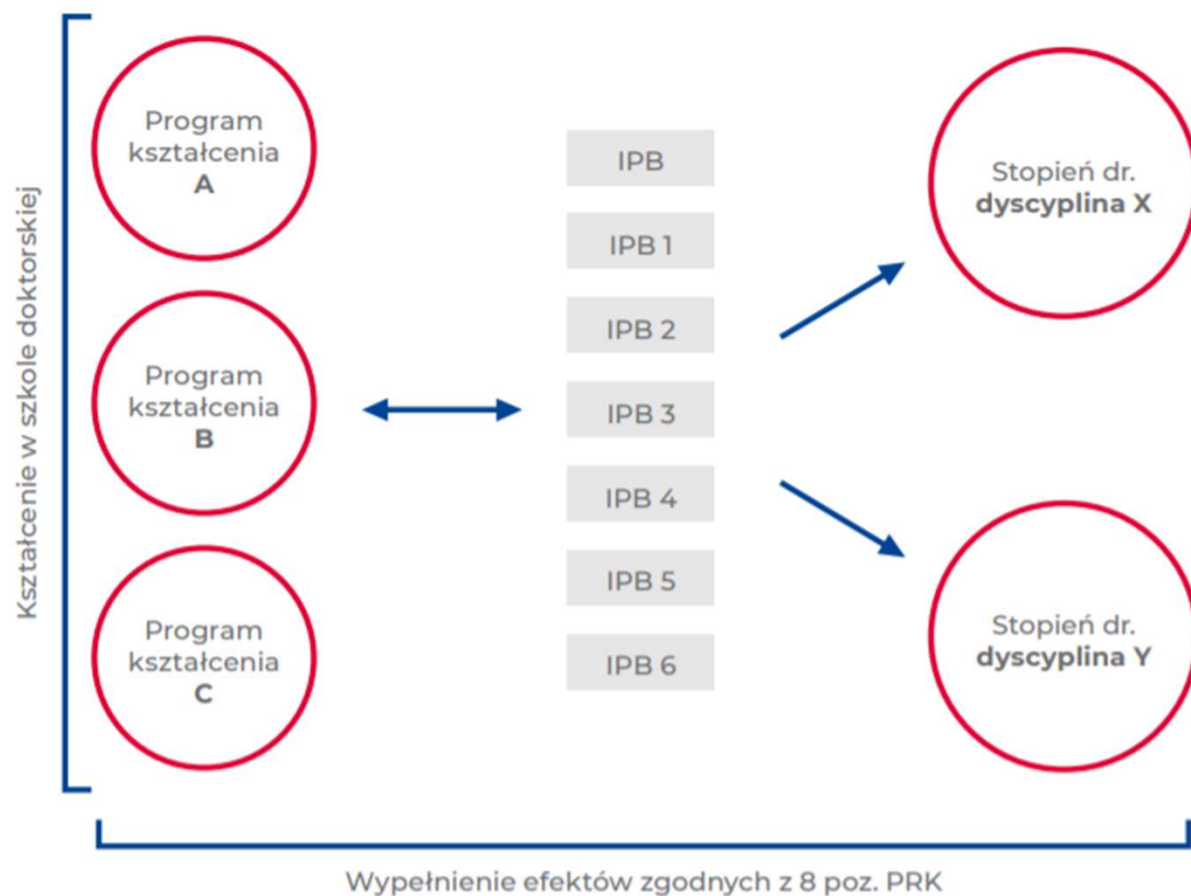 Kształcenie w szkole doktorskiej
Program
kształcenia
A
Program
kształcenia
B
Program
kształcenia
C
IPB
IPB 1
IPB 2
IPB 3
IPB 4
IPB 5
IPB 6
Stopień dr.
dyscyplina X
Stopień dr.
dyscyplina Y
Wypełnienie efektów zgodnych z 8 poz. PRK